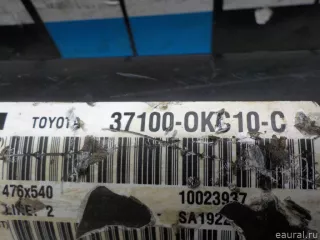 TOYOTA 37100-0KC10-C
476x540 10023937
LINE: 2 SA192
© eaural.ru